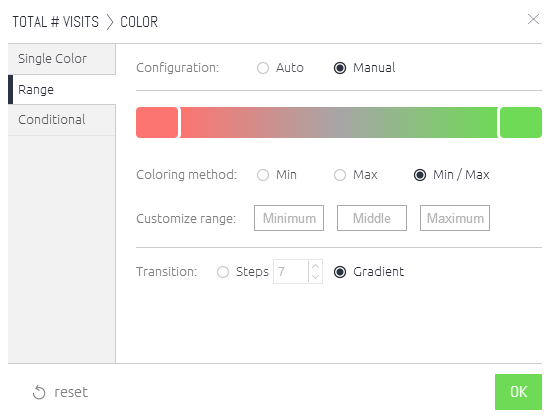 TOTAL # VISITS > COLOR
Single Color
Range
Conditional
Configuration: Auto Manual
Coloring method: Min Max Min / Max
Customize range: Minimum Middle Maximum
Transition: Steps 7 Gradient
reset
OK